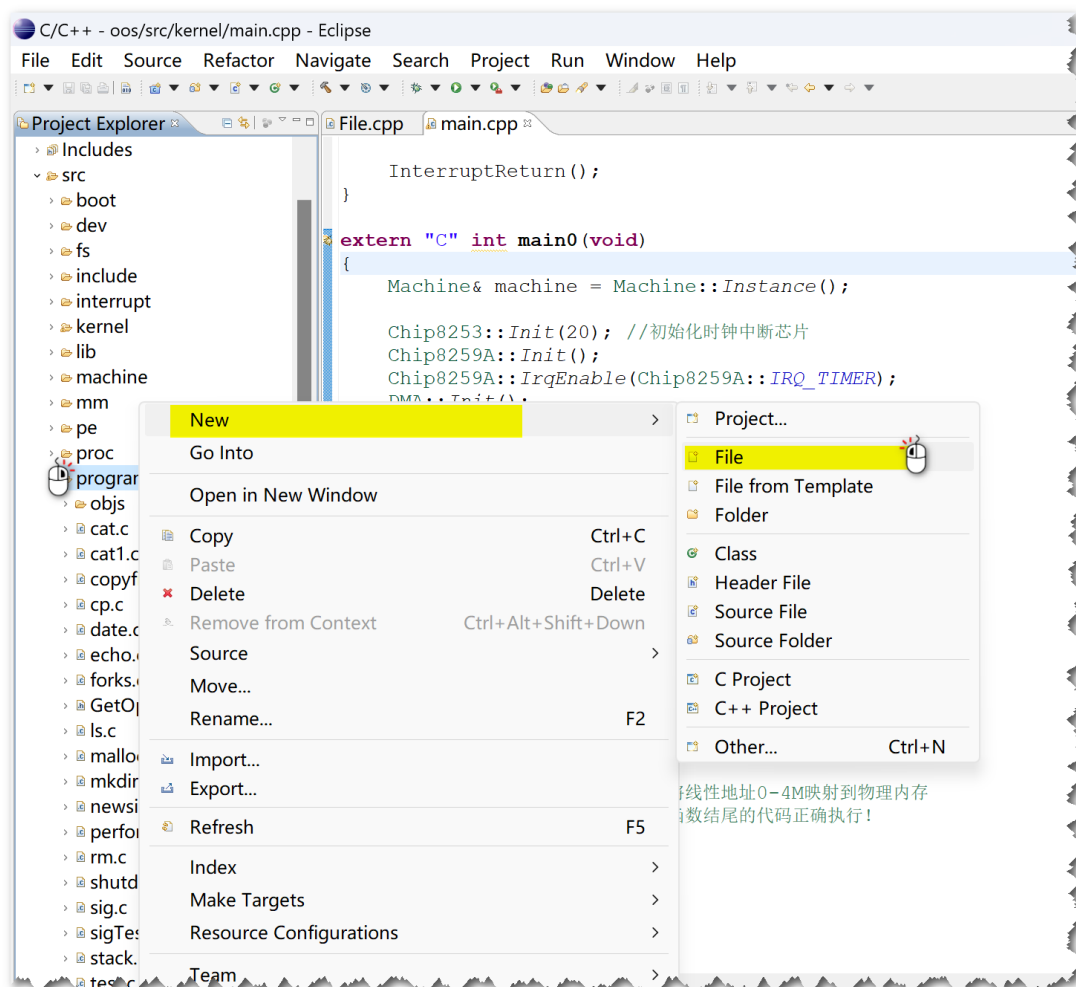 C/C++ - oos/src/kernel/main.cpp - Eclipse
File Edit Source Refactor Navigate Search Project Run Window Help
Project Explorer
File.cpp
main.cpp
Includes
src
boot
dev
fs
include
interrupt
kernel
lib
machine
mm
pe
proc
objs
cat.c
cp.c
ls.c
rm.c
sig.c
InterruptReturn();
}
extern "C" int main0(void)
{
Machine& machine = Machine::Instance();
Chip8253::Init(20); //初始化时钟中断芯片
Chip8259A::Init();
Chip8259A::IrqEnable(Chip8259A::IRQ_TIMER);
DMA::Init();
New
Go Into
Open in New Window
Copy Ctrl+C
Paste Ctrl+V
Delete Delete
Remove from Context Ctrl+Alt+Shift+Down
Source
Move...
Rename... F2
Import...
Export...
Refresh F5
Index
Make Targets
Resource Configurations
Team
Project...
File
File from Template
Folder
Class
Header File
Source File
Source Folder
C Project
C++ Project
Other... Ctrl+N
线性地址0-4M映射到物理内存
数结尾的代码正确执行!